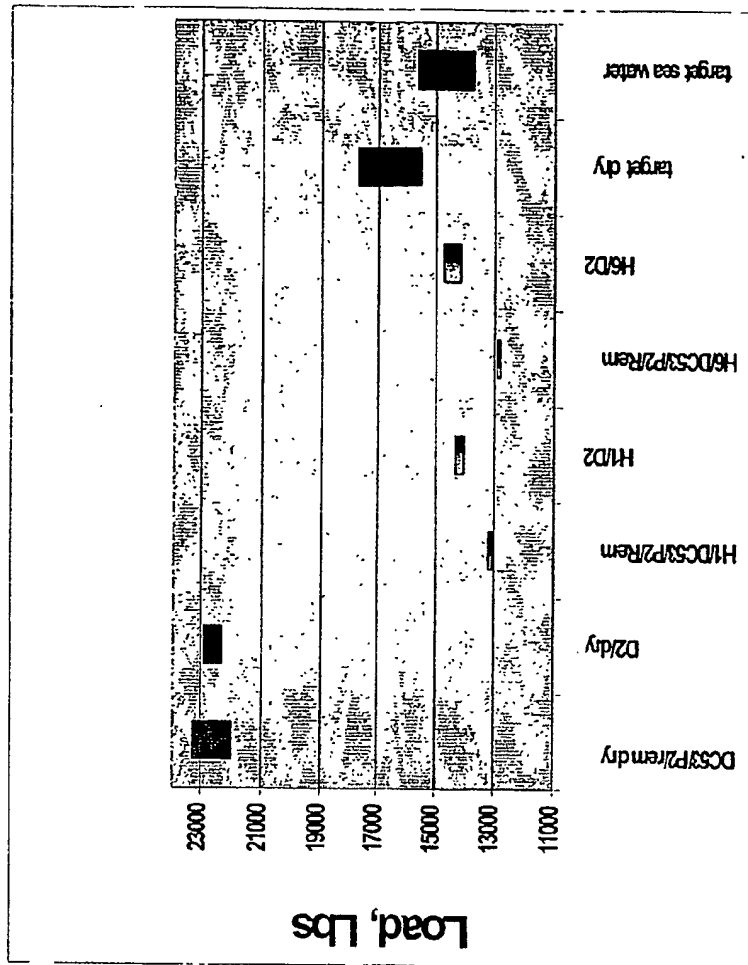 Load, Lbs
23000
21000
19000
17000
15000
13000
11000
DC53/P2/rem dry
D2/dry
H1/DC53/P2/Rem
H1/D2
H6/DC53/P2/Rem
H6/D2
target dry
target sea water